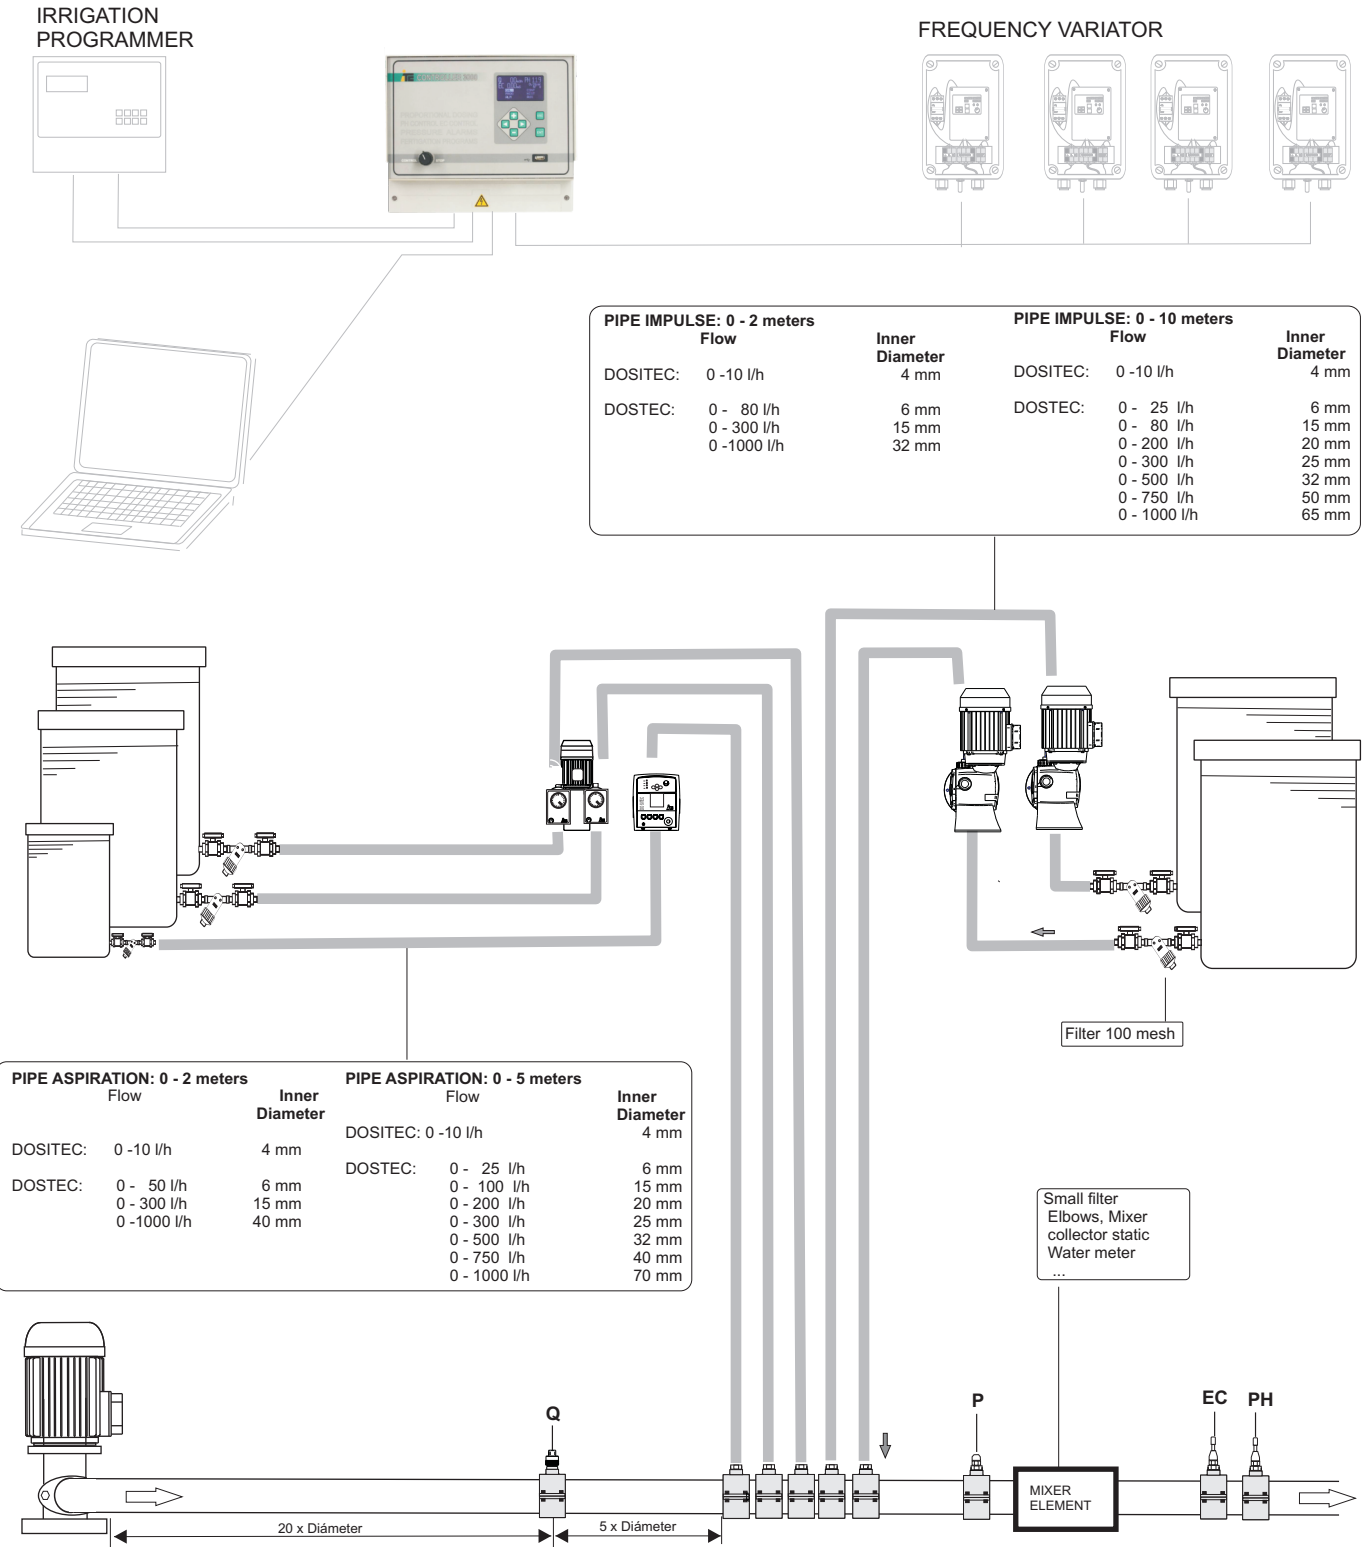 IRRIGATION
PROGRAMMER
FREQUENCY VARIATOR
PIPE IMPULSE: 0 - 2 meters
Flow Inner
Diameter
DOSITEC: 0 -10 l/h 4 mm
DOSTEC: 0 - 80 l/h 6 mm
0 - 300 l/h 15 mm
0 -1000 l/h 32 mm
PIPE IMPULSE: 0 - 10 meters
Flow Inner
Diameter
DOSITEC: 0 -10 l/h 4 mm
DOSTEC: 0 - 25 l/h 6 mm
0 - 80 l/h 15 mm
0 - 200 l/h 20 mm
0 - 300 l/h 25 mm
0 - 500 l/h 32 mm
0 - 750 l/h 50 mm
0 - 1000 l/h 65 mm
Filter 100 mesh
PIPE ASPIRATION: 0 - 2 meters
Flow Inner
Diameter
DOSITEC: 0 -10 l/h 4 mm
DOSTEC: 0 - 50 l/h 6 mm
0 - 300 l/h 15 mm
0 -1000 l/h 40 mm
PIPE ASPIRATION: 0 - 5 meters
Flow Inner
Diameter
DOSITEC: 0 -10 l/h 4 mm
DOSTEC: 0 - 25 l/h 6 mm
0 - 100 l/h 15 mm
0 - 200 l/h 20 mm
0 - 300 l/h 25 mm
0 - 500 l/h 32 mm
0 - 750 l/h 40 mm
0 - 1000 l/h 70 mm
Small filter
Elbows, Mixer
collector static
Water meter
...
Q
P
EC PH
MIXER
ELEMENT
20 x Diámeter
5 x Diámeter